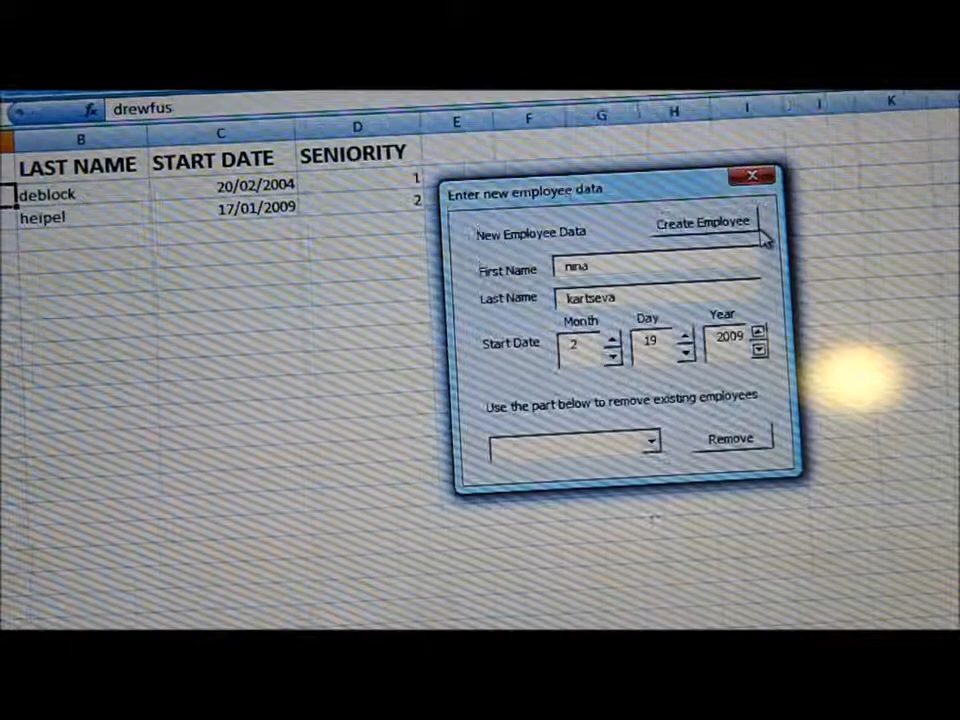 fx drewfus
B C D E F G H I J K
LAST NAME START DATE SENIORITY
deblock 20/02/2004 1
heipel 17/01/2009 2
Enter new employee data
New Employee Data Create Employee
First Name nina
Last Name kartseva
Month Day Year
Start Date 2 19 2009
Use the part below to remove existing employees
Remove